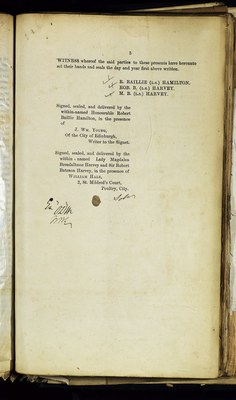 3
WITNESS whereof the said parties to these presents have hereunto
set their hands and seals the day and year first above written.
R. BAILLIE (L.S.) HAMILTON.
ROB. B. (L.S.) HARVEY.
M. B. (L.S.) HARVEY.
Signed, sealed, and delivered by the
within-named Honourable Robert
Baillie Hamilton, in the presence
of
J. Wm. YOUNG,
Of the City of Edinburgh,
Writer to the Signet.
Signed, sealed, and delivered by the
within-named Lady Magdalen
Breadalbane Harvey and Sir Robert
Bateson Harvey, in the presence of
WILLIAM HALE,
2, St. Mildred's Court,
Poultry, City.